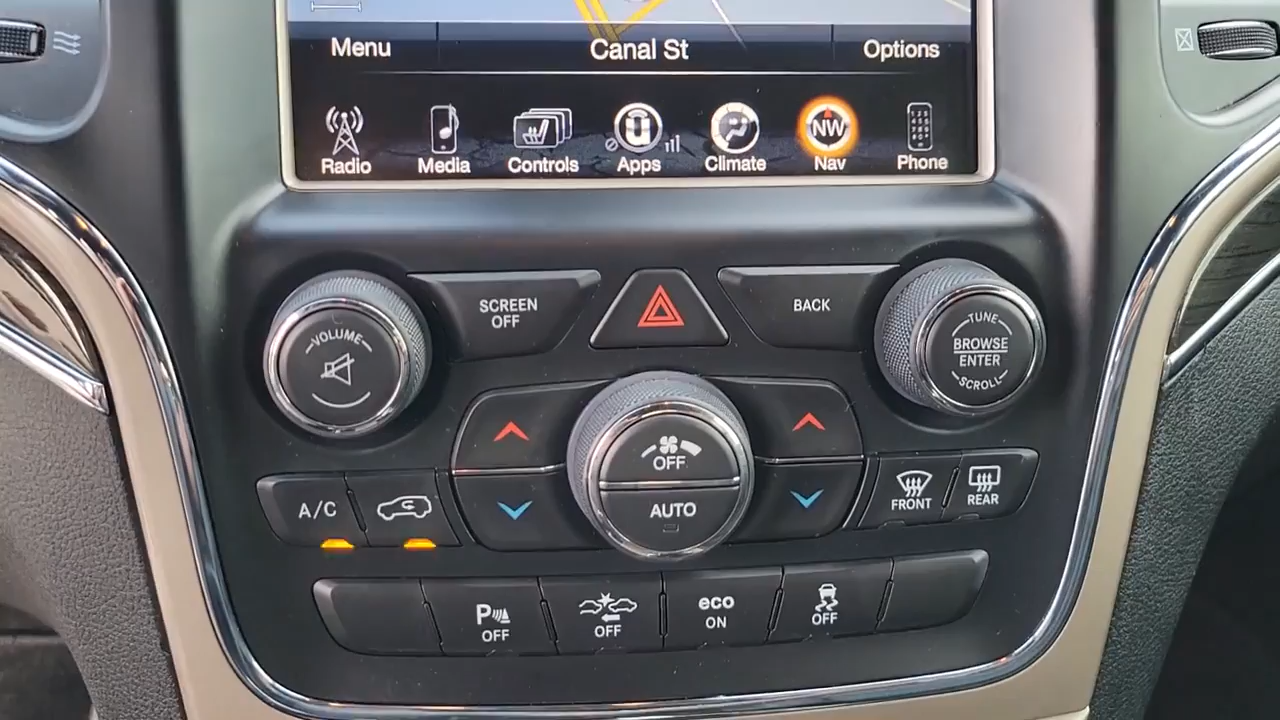 Menu
Canal St
Options
Radio
Media
Controls
U
Apps
Climate
NW
Nav
Phone
SCREEN
OFF
BACK
VOLUME
TUNE
BROWSE
ENTER
SCROLL
OFF
AUTO
A/C
FRONT
REAR
P
OFF
OFF
eco
ON
OFF